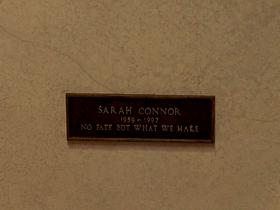 SARAH CONNOR
1959 - 1997
NO FATE BUT WHAT WE MAKE